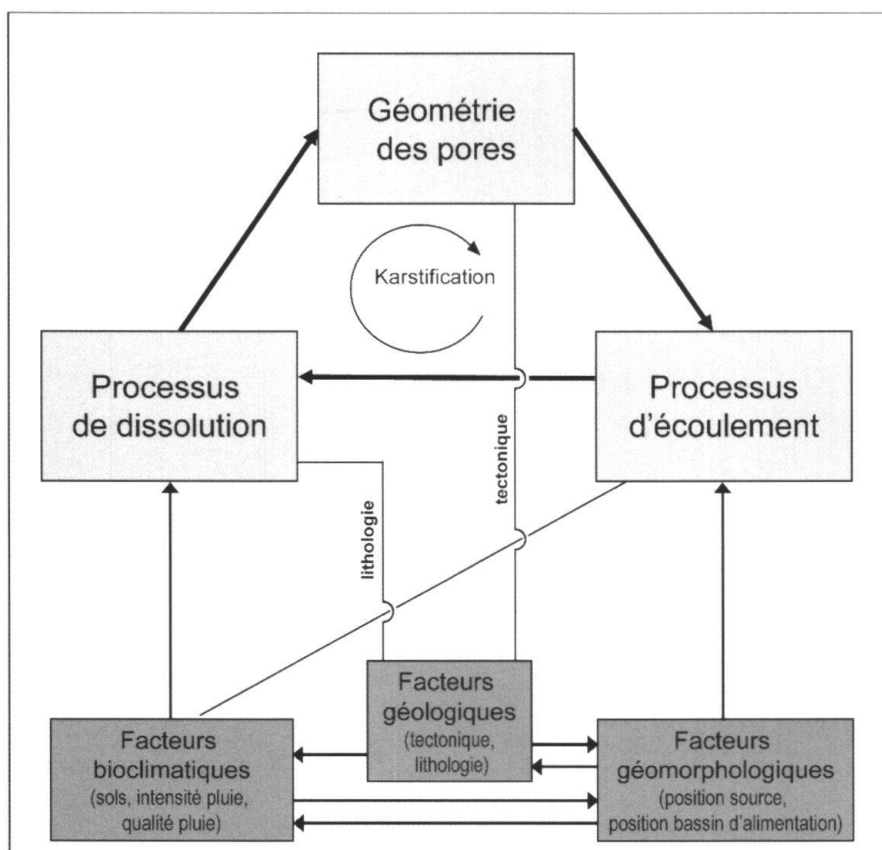 Géométrie
des pores
Karstification
Processus
de dissolution
Processus
d'écoulement
tectonique
lithologie
Facteurs
géologiques
(tectonique,
lithologie)
Facteurs
bioclimatiques
(sols, intensité pluie,
qualité pluie)
Facteurs
géomorphologiques
(position source,
position bassin d'alimentation)